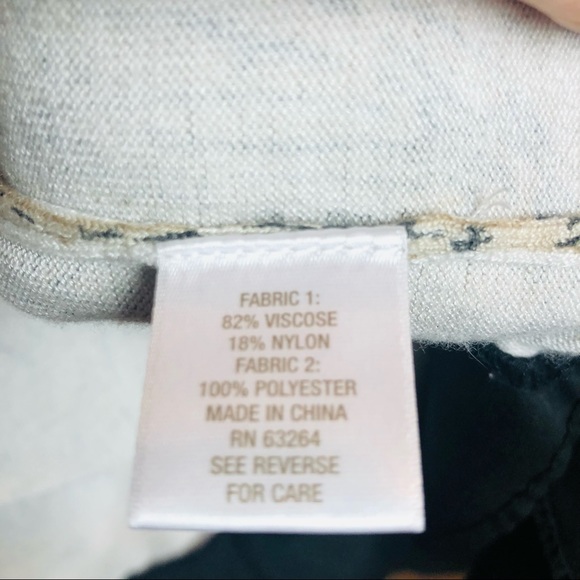 FABRIC 1:
82% VISCOSE
18% NYLON
FABRIC 2:
100% POLYESTER
MADE IN CHINA
RN 63264
SEE REVERSE
FOR CARE